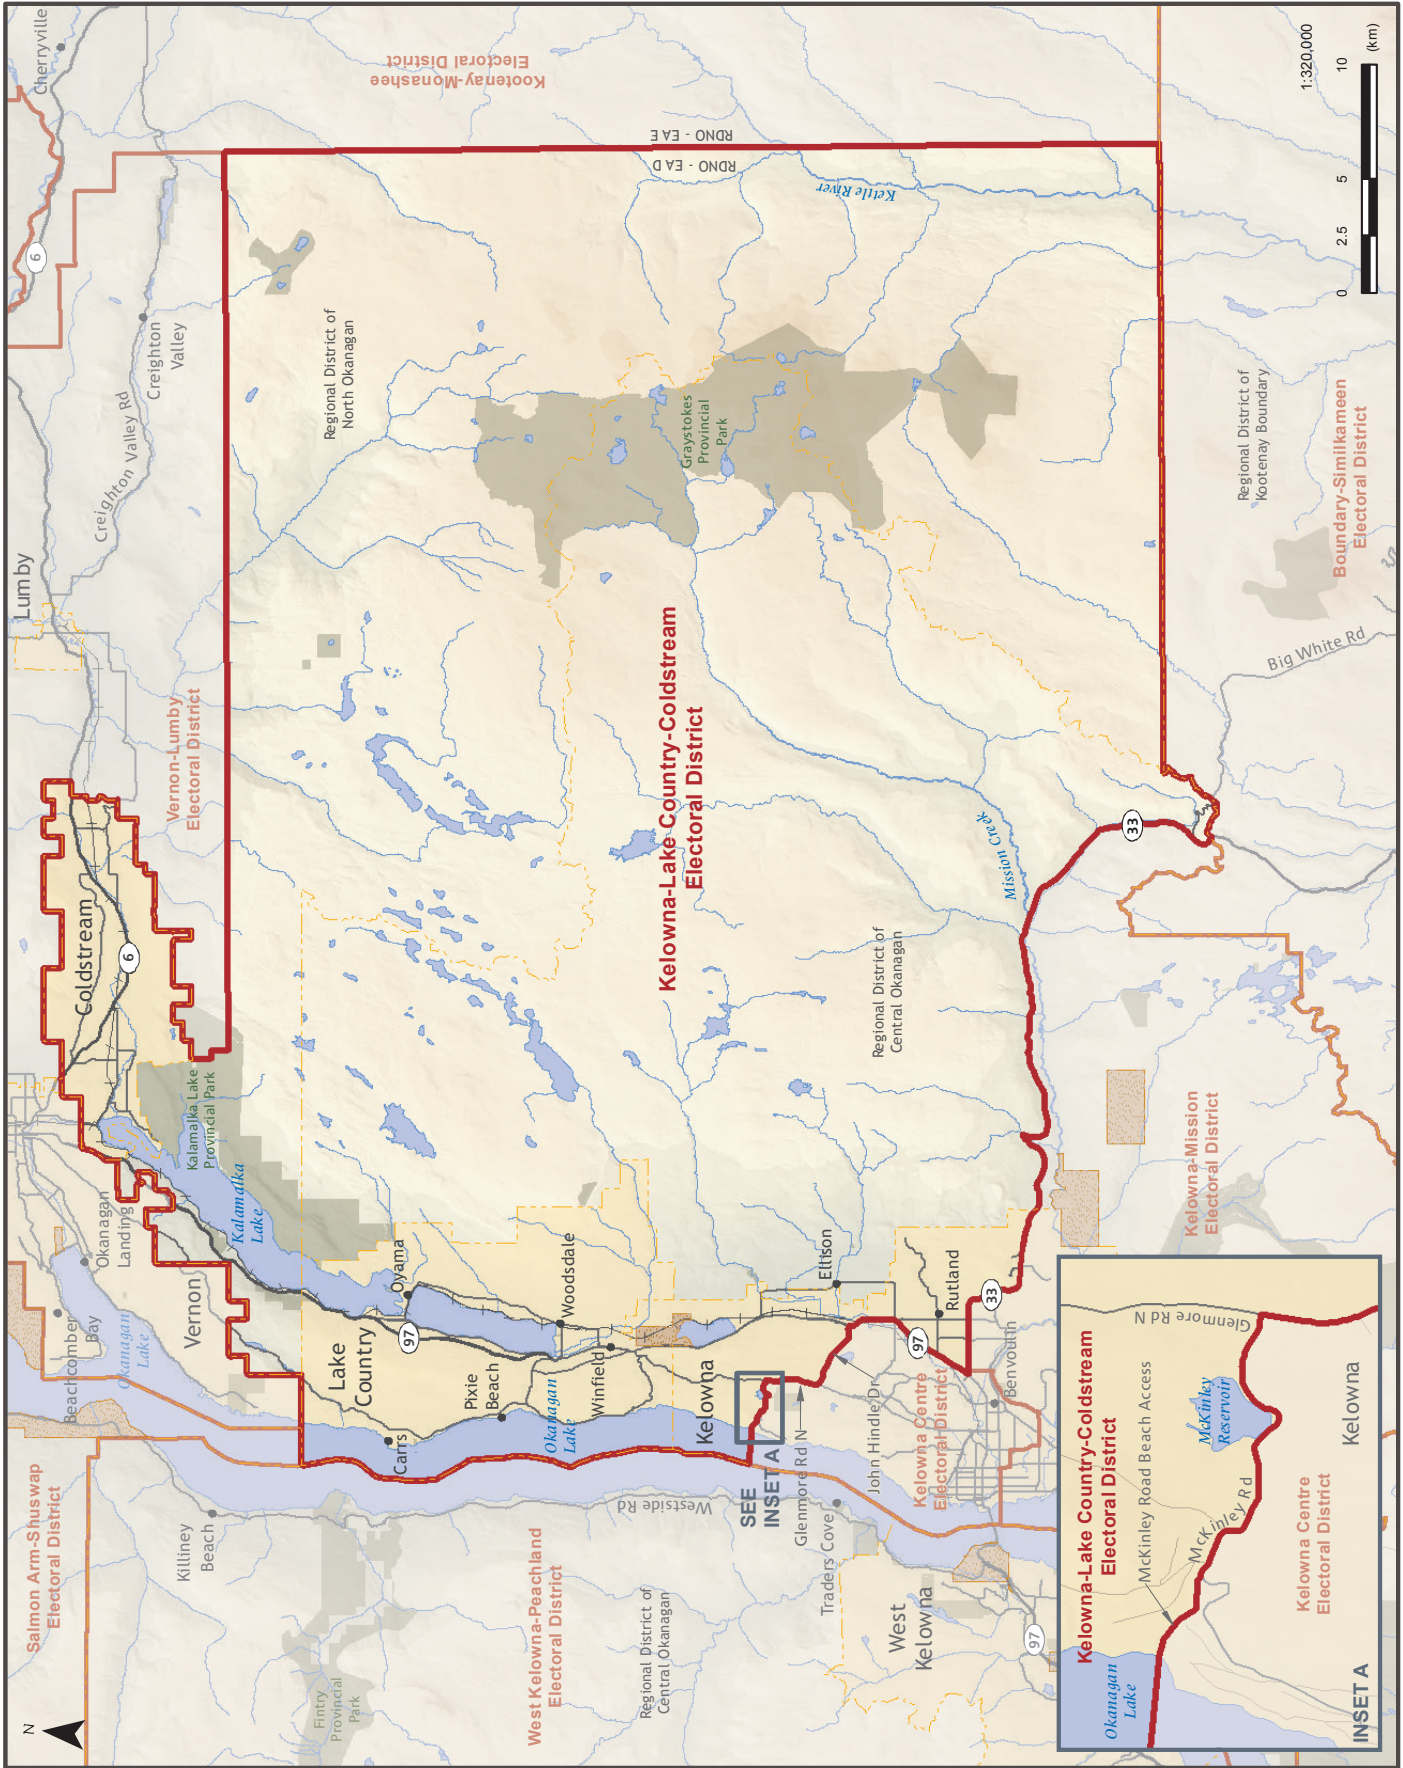 N
Salmon Arm-Shuswap
Electoral District
Okanagan
Lake
Beachcomber
Bay
Okanagan
Landing
Vernon
Killiney
Beach
Fintry
Provincial
Park
Coldstream
6
Lumby
Creighton Valley Rd
Creighton
Valley
6
Cherryville
Vernon-Lumby
Electoral District
Kalamalka Lake
Provincial Park
Kalamalka
Lake
Regional District of
North Okanagan
Kootenay-Monashee
Electoral District
Lake
Country
Carrs
Oyama
97
Pixie
Beach
Okanagan
Lake
Woodsdale
Winfield
Westside Rd
West Kelowna-Peachland
Electoral District
Regional District of
Central Okanagan
Kelowna-Lake Country-Coldstream
Electoral District
Graystokes
Provincial
Park
RDNO - EA E
RDNO - EA D
Kettle River
Kelowna
SEE
INSET A
Glenmore Rd N
Traders Cove
John Hindle Dr
Ellison
Regional District of
Central Okanagan
Mission Creek
West
Kelowna
Kelowna Centre
Electoral District
97
Rutland
33
Benvoulin
97
33
Kelowna-Mission
Electoral District
Big White Rd
Regional District of
Kootenay Boundary
Boundary-Similkameen
Electoral District
1:320,000
0
2.5
5
10
(km)
Kelowna-Lake Country-Coldstream
Electoral District
Okanagan
Lake
McKinley Road Beach Access
McKinley Rd
McKinley
Reservoir
Glenmore Rd N
Kelowna Centre
Electoral District
Kelowna
INSET A